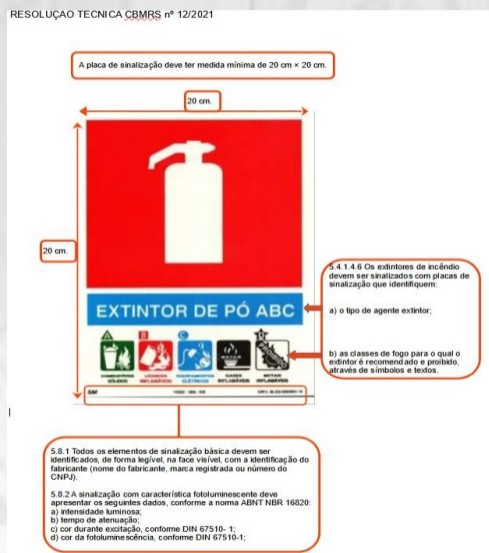 RESOLUÇAO TECNICA CBMRS nº 12/2021
A placa de sinalização deve ter medida mínima de 20 cm × 20 cm.
20 cm.
20 cm.
EXTINTOR DE PÓ ABC
A
B
C
COMBUSTÍVEIS
SÓLIDOS
LÍQUIDOS
INFLAMÁVEIS
EQUIPAMENTOS
ELÉTRICOS
GASES
INFLAMÁVEIS
METAIS
INFLAMÁVEIS
5.4.1.4.6 Os extintores de incêndio
devem ser sinalizados com placas de
sinalização que identifiquem:
a) o tipo de agente extintor;
b) as classes de fogo para o qual o
extintor é recomendado e proibido,
através de símbolos e textos.
5.8.1 Todos os elementos de sinalização básica devem ser
identificados, de forma legível, na face visível, com a identificação do
fabricante (nome do fabricante, marca registrada ou número do
CNPJ).
5.8.2 A sinalização com característica fotoluminescente deve
apresentar os seguintes dados, conforme a norma ABNT NBR 16820:
a) intensidade luminosa;
b) tempo de atenuação;
c) cor durante excitação, conforme DIN 67510- 1;
d) cor da fotoluminescência, conforme DIN 67510-1;